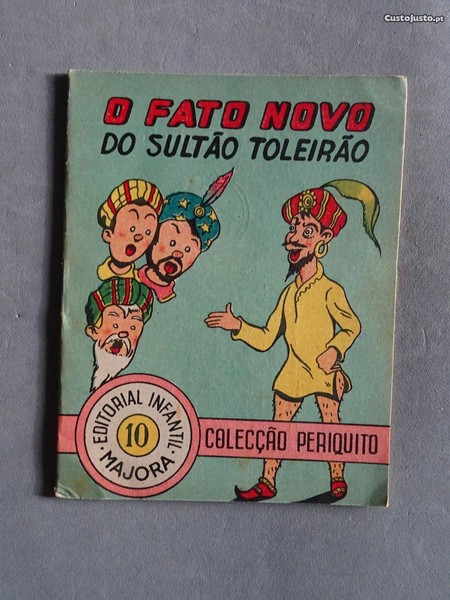 CustoJusto.pt
O FATO NOVO
DO SULTÃO TOLEIRÃO
EDITORIAL INFANTIL
10
MAJORA
COLECÇÃO PERIQUITO